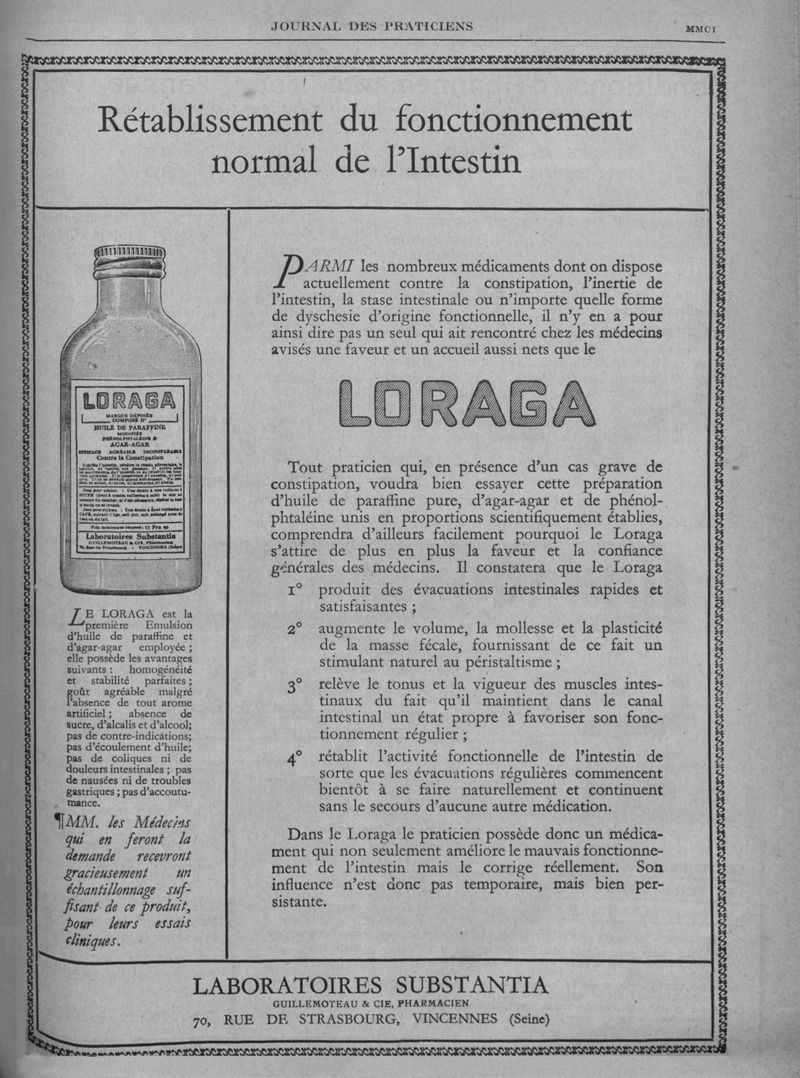 JOURNAL DES PRATICIENS
MMCI
Rétablissement du fonctionnement
normal de l'Intestin
LORAGA
MARQUE DÉPOSÉE
COMPOSÉ D'
HUILE DE PARAFFINE
MODIFIÉE
PHÉNOLPHTALÉINE &
AGAR-AGAR
EFFICACE AGRÉABLE INCOMPARABLE
Contre la Constipation
Laboratoires Substantia
GUILLEMOTEAU & CIE, Pharmacien
VINCENNES (Seine)
LE LORAGA est la
première Emulsion
d'huile de paraffine et
d'agar-agar employée ;
elle possède les avantages
suivants : homogénéité
et stabilité parfaites ;
goût agréable malgré
l'absence de tout arome
artificiel ; absence de
sucre, d'alcalis et d'alcool;
pas de contre-indications;
pas d'écoulement d'huile;
pas de coliques ni de
douleurs intestinales ; pas
de nausées ni de troubles
gastriques ; pas d'accoutu-
mance.
¶MM. les Médecins
qui en feront la
demande recevront
gracieusement un
échantillonnage suf-
fisant de ce produit,
pour leurs essais
cliniques.
PARMI les nombreux médicaments dont on dispose
actuellement contre la constipation, l'inertie de
l'intestin, la stase intestinale ou n'importe quelle forme
de dyschesie d'origine fonctionnelle, il n'y en a pour
ainsi dire pas un seul qui ait rencontré chez les médecins
avisés une faveur et un accueil aussi nets que le
LORAGA
Tout praticien qui, en présence d'un cas grave de
constipation, voudra bien essayer cette préparation
d'huile de paraffine pure, d'agar-agar et de phénol-
phtaléine unis en proportions scientifiquement établies,
comprendra d'ailleurs facilement pourquoi le Loraga
s'attire de plus en plus la faveur et la confiance
générales des médecins. Il constatera que le Loraga
1° produit des évacuations intestinales rapides et
satisfaisantes ;
2° augmente le volume, la mollesse et la plasticité
de la masse fécale, fournissant de ce fait un
stimulant naturel au péristaltisme ;
3° relève le tonus et la vigueur des muscles intes-
tinaux du fait qu'il maintient dans le canal
intestinal un état propre à favoriser son fonc-
tionnement régulier ;
4° rétablit l'activité fonctionnelle de l'intestin de
sorte que les évacuations régulières commencent
bientôt à se faire naturellement et continuent
sans le secours d'aucune autre médication.
Dans le Loraga le praticien possède donc un médica-
ment qui non seulement améliore le mauvais fonctionne-
ment de l'intestin mais le corrige réellement. Son
influence n'est donc pas temporaire, mais bien per-
sistante.
LABORATOIRES SUBSTANTIA
GUILLEMOTEAU & CIE, PHARMACIEN
70, RUE DE STRASBOURG, VINCENNES (Seine)